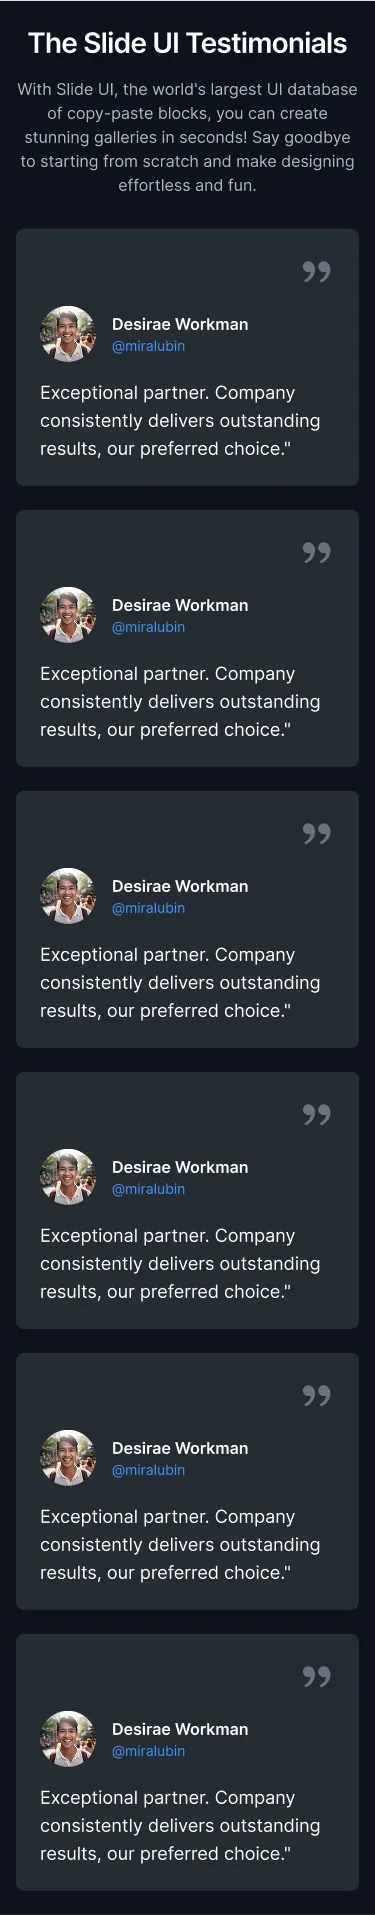 The Slide UI Testimonials
With Slide UI, the world's largest UI database
of copy-paste blocks, you can create
stunning galleries in seconds! Say goodbye
to starting from scratch and make designing
effortless and fun.
”
Desirae Workman
@miralubin
Exceptional partner. Company
consistently delivers outstanding
results, our preferred choice."
”
Desirae Workman
@miralubin
Exceptional partner. Company
consistently delivers outstanding
results, our preferred choice."
”
Desirae Workman
@miralubin
Exceptional partner. Company
consistently delivers outstanding
results, our preferred choice."
”
Desirae Workman
@miralubin
Exceptional partner. Company
consistently delivers outstanding
results, our preferred choice."
”
Desirae Workman
@miralubin
Exceptional partner. Company
consistently delivers outstanding
results, our preferred choice."
”
Desirae Workman
@miralubin
Exceptional partner. Company
consistently delivers outstanding
results, our preferred choice."